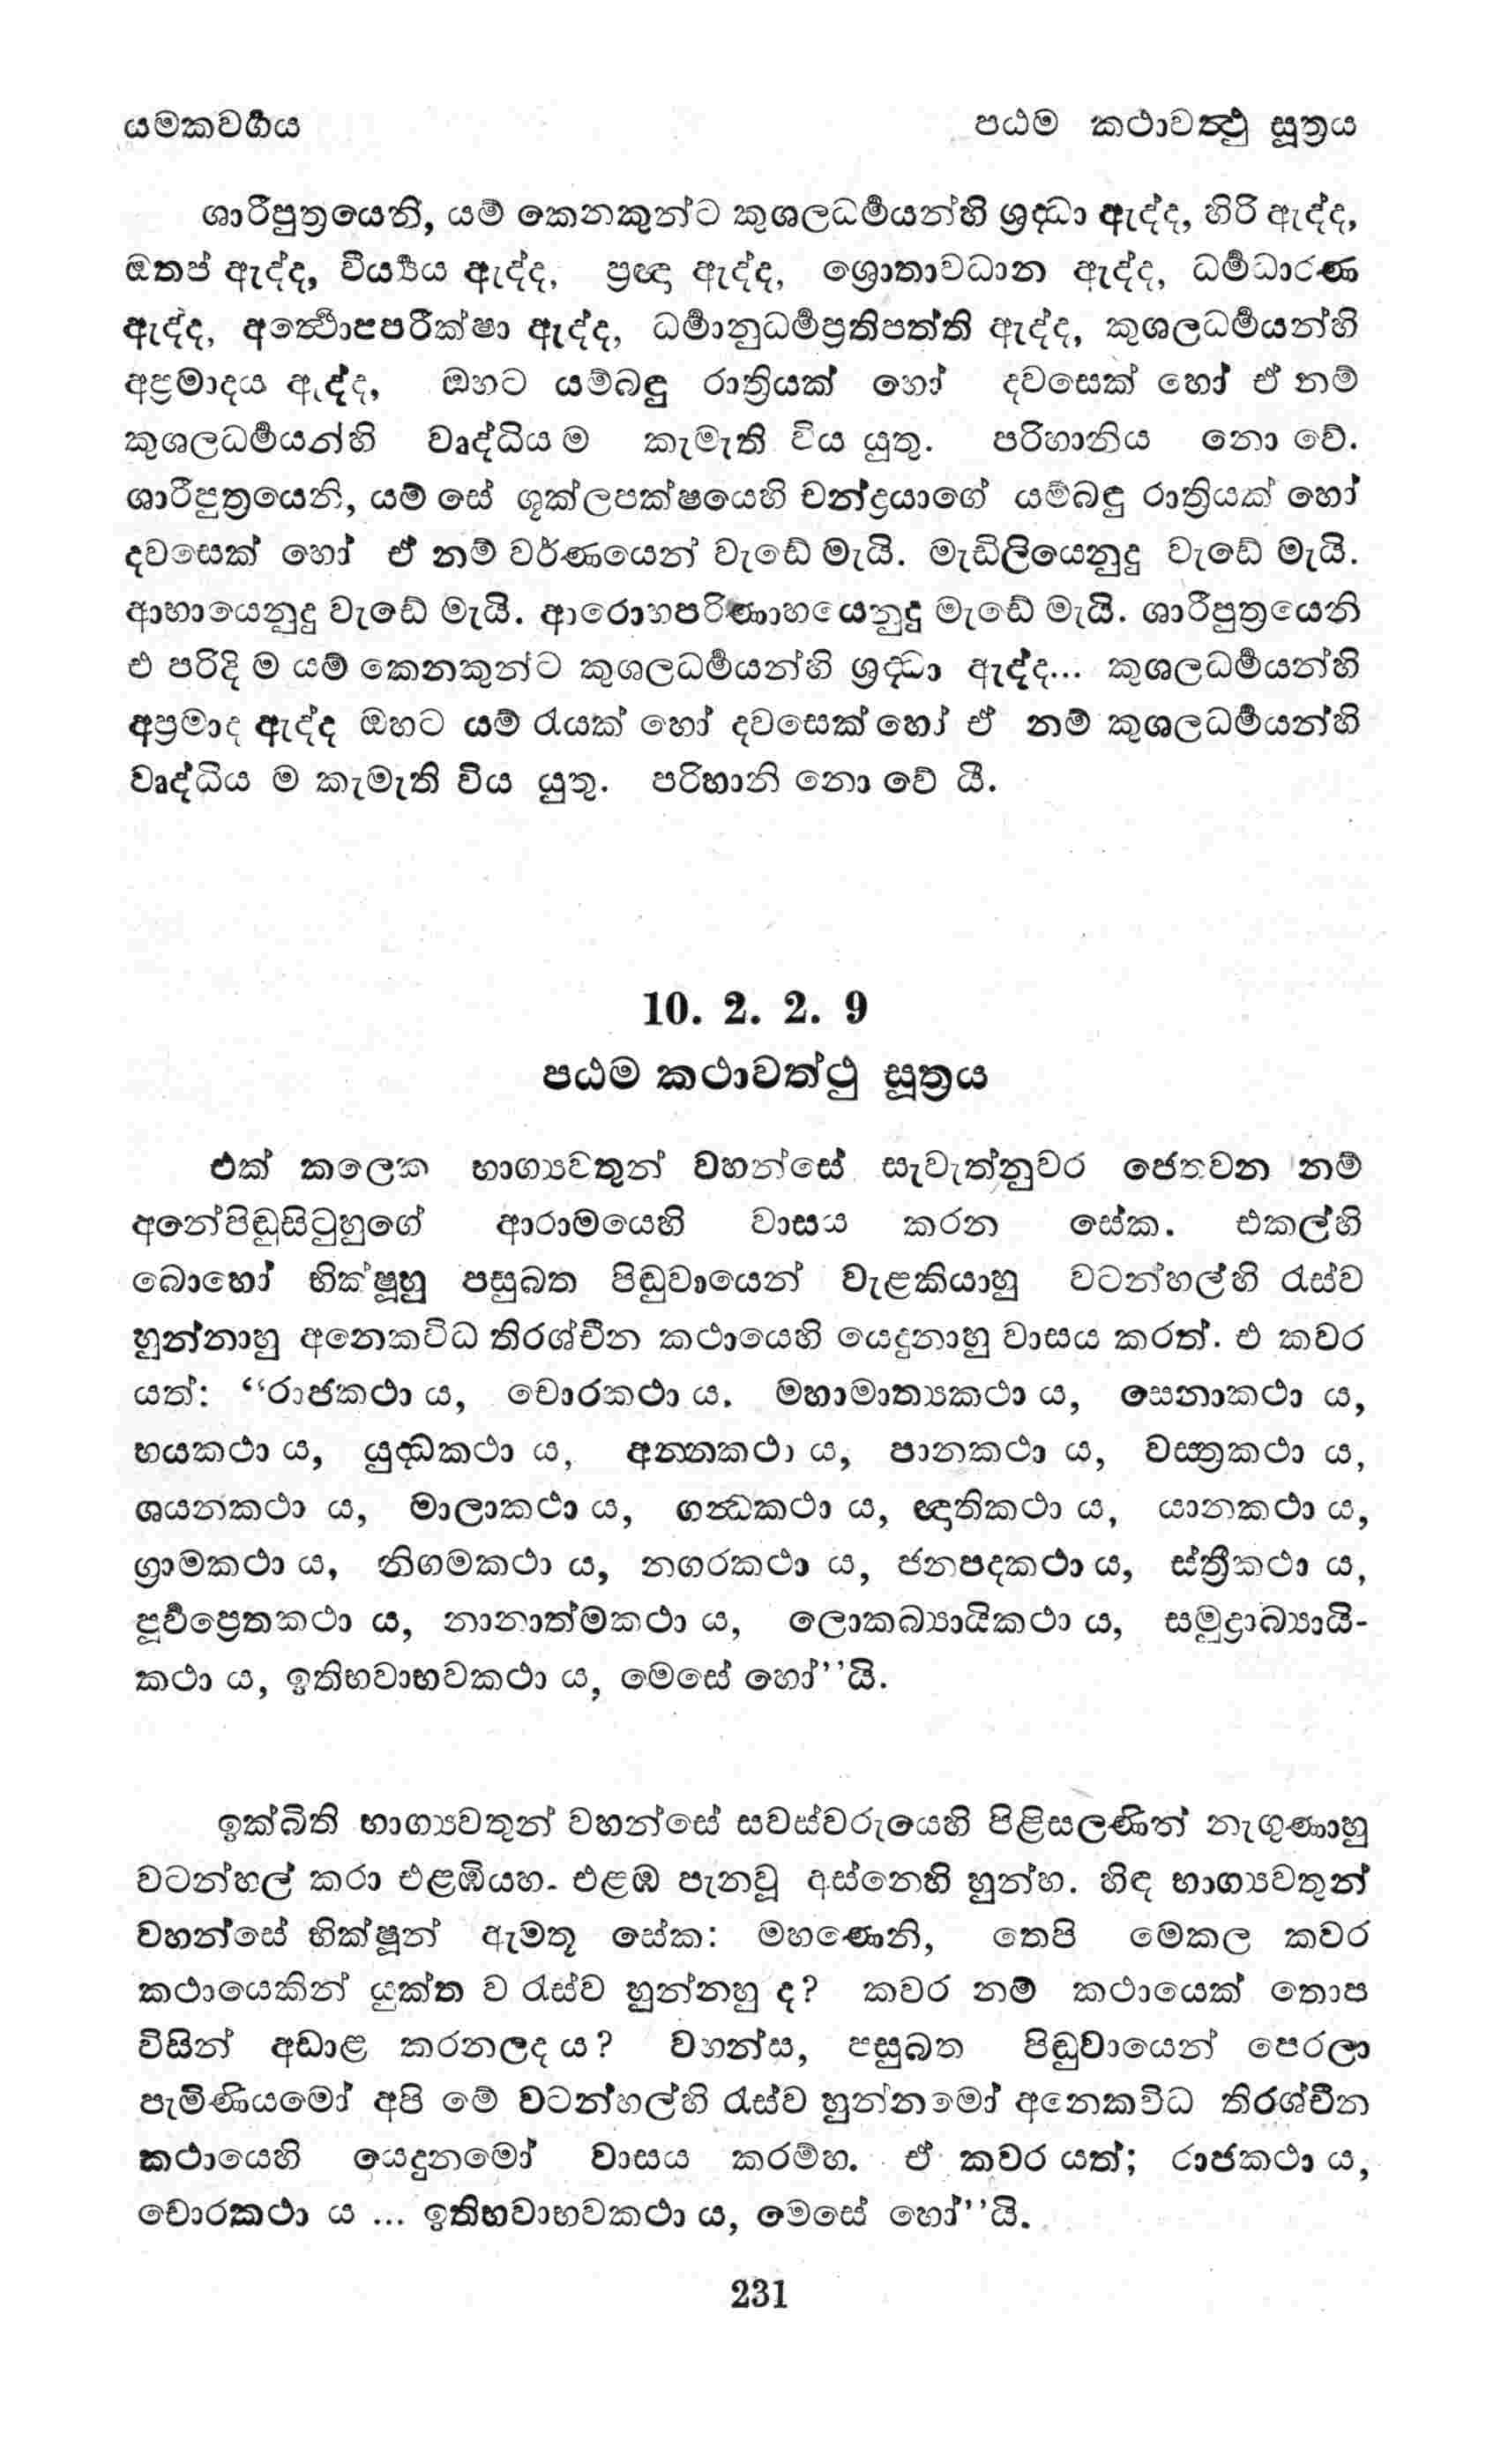 යමකවර්‍ගය පඨම කථාවත්‍ථු සූත්‍රය
ශාරීපුත්‍රයෙනි, යම් කෙනකුන්ට කුශලධර්‍මයන්හි ශ්‍රද්‍ධා ඇද්ද, හිරි ඇද්ද,
ඔතප් ඇද්ද, වීර්‍ය්‍යය ඇද්ද, ප්‍රඥා ඇද්ද, ශ්‍රොතාවධාන ඇද්ද, ධර්‍මධාරණ
ඇද්ද, අර්‍ත්‍ථොපපරීක්ෂා ඇද්ද, ධර්‍මානුධර්‍මප්‍රතිපත්ති ඇද්ද, කුශලධර්‍මයන්හි
අප්‍රමාදය ඇද්ද, ඔහට යම්බඳු රාත්‍රියක් හෝ දවසෙක් හෝ ඒ නම්
කුශලධර්‍මයන්හි වෘද්ධිය ම කැමැති විය යුතු. පරිහානිය නො වේ.
ශාරීපුත්‍රයෙනි, යම් සේ ශුක්ලපක්ෂයෙහි චන්ද්‍රයාගේ යම්බඳු රාත්‍රියක් හෝ
දවසෙක් හෝ ඒ නම් වර්ණයෙන් වැඩේ මැයි. මැඩිලියෙනුදු වැඩේ මැයි.
ආභායෙනුදු වැඩේ මැයි. ආරොහපරිණාහයෙනුදු මැඩේ මැයි. ශාරීපුත්‍රයෙනි
එ පරිදි ම යම් කෙනකුන්ට කුශලධර්‍මයන්හි ශ්‍රද්‍ධා ඇද්ද... කුශලධර්‍මයන්හි
අප්‍රමාද ඇද්ද ඔහට යම් රැයක් හෝ දවසෙක් හෝ ඒ නම් කුශලධර්‍මයන්හි
වෘද්ධිය ම කැමැති විය යුතු. පරිහානි නො වේ යී.
10. 2. 2. 9
පඨම කථාවත්ථු සූත්‍රය
එක් කලෙක භාග්‍යවතුන් වහන්සේ සැවැත්නුවර ජෙතවන නම්
අනේපිඬුසිටුහුගේ ආරාමයෙහි වාසය කරන සේක. එකල්හි
බොහෝ භික්ෂූහු පසුබත පිඬුවායෙන් වැළකියාහු වටන්හල්හි රැස්ව
හුන්නාහු අනෙකවිධ තිරශ්චීන කථායෙහි යෙදුනාහු වාසය කරත්. එ කවර
යත්: “රාජකථා ය, චොරකථා ය. මහාමාත්‍යකථා ය, සෙනාකථා ය,
භයකථා ය, යුද්‍ධකථා ය, අන්‍නකථා ය, පානකථා ය, වස්ත්‍රකථා ය,
ශයනකථා ය, මාලාකථා ය, ගන්‍ධකථා ය, ඥාතිකථා ය, යානකථා ය,
ග්‍රාමකථා ය, නිගමකථා ය, නගරකථා ය, ජනපදකථා ය, ස්ත්‍රීකථා ය,
පූර්‍වප්‍රෙතකථා ය, නානාත්මකථා ය, ලොකඛ්‍යායිකථා ය, සමුද්‍රාඛ්‍යායි-
කථා ය, ඉතිභවාභවකථා ය, මෙසේ හෝ’’යි.
ඉක්බිති භාග්‍යවතුන් වහන්සේ සවස්වරුයෙහි පිළිසලණින් නැගුණාහු
වටන්හල් කරා එළඹියහ. එළඹ පැනවූ අස්නෙහි හුන්හ. හිඳ භාග්‍යවතුන්
වහන්සේ භික්ෂූන් ඇමතූ සේක: මහණෙනි, තෙපි මෙකල කවර
කථායෙකින් යුක්ත ව රැස්ව හුන්නහු ද? කවර නම් කථායෙක් තොප
විසින් අඩාළ කරනලද ය? වහන්ස, පසුබත පිඬුවායෙන් පෙරලා
පැමිණියමෝ අපි මේ වටන්හල්හි රැස්ව හුන්නමෝ අනෙකවිධ තිරශ්චීන
කථායෙහි යෙදුනමෝ වාසය කරම්හ. ඒ කවර යත්; රාජකථා ය,
චොරකථා ය ... ඉතිභවාභවකථා ය, මෙසේ හෝ’’යි.
231